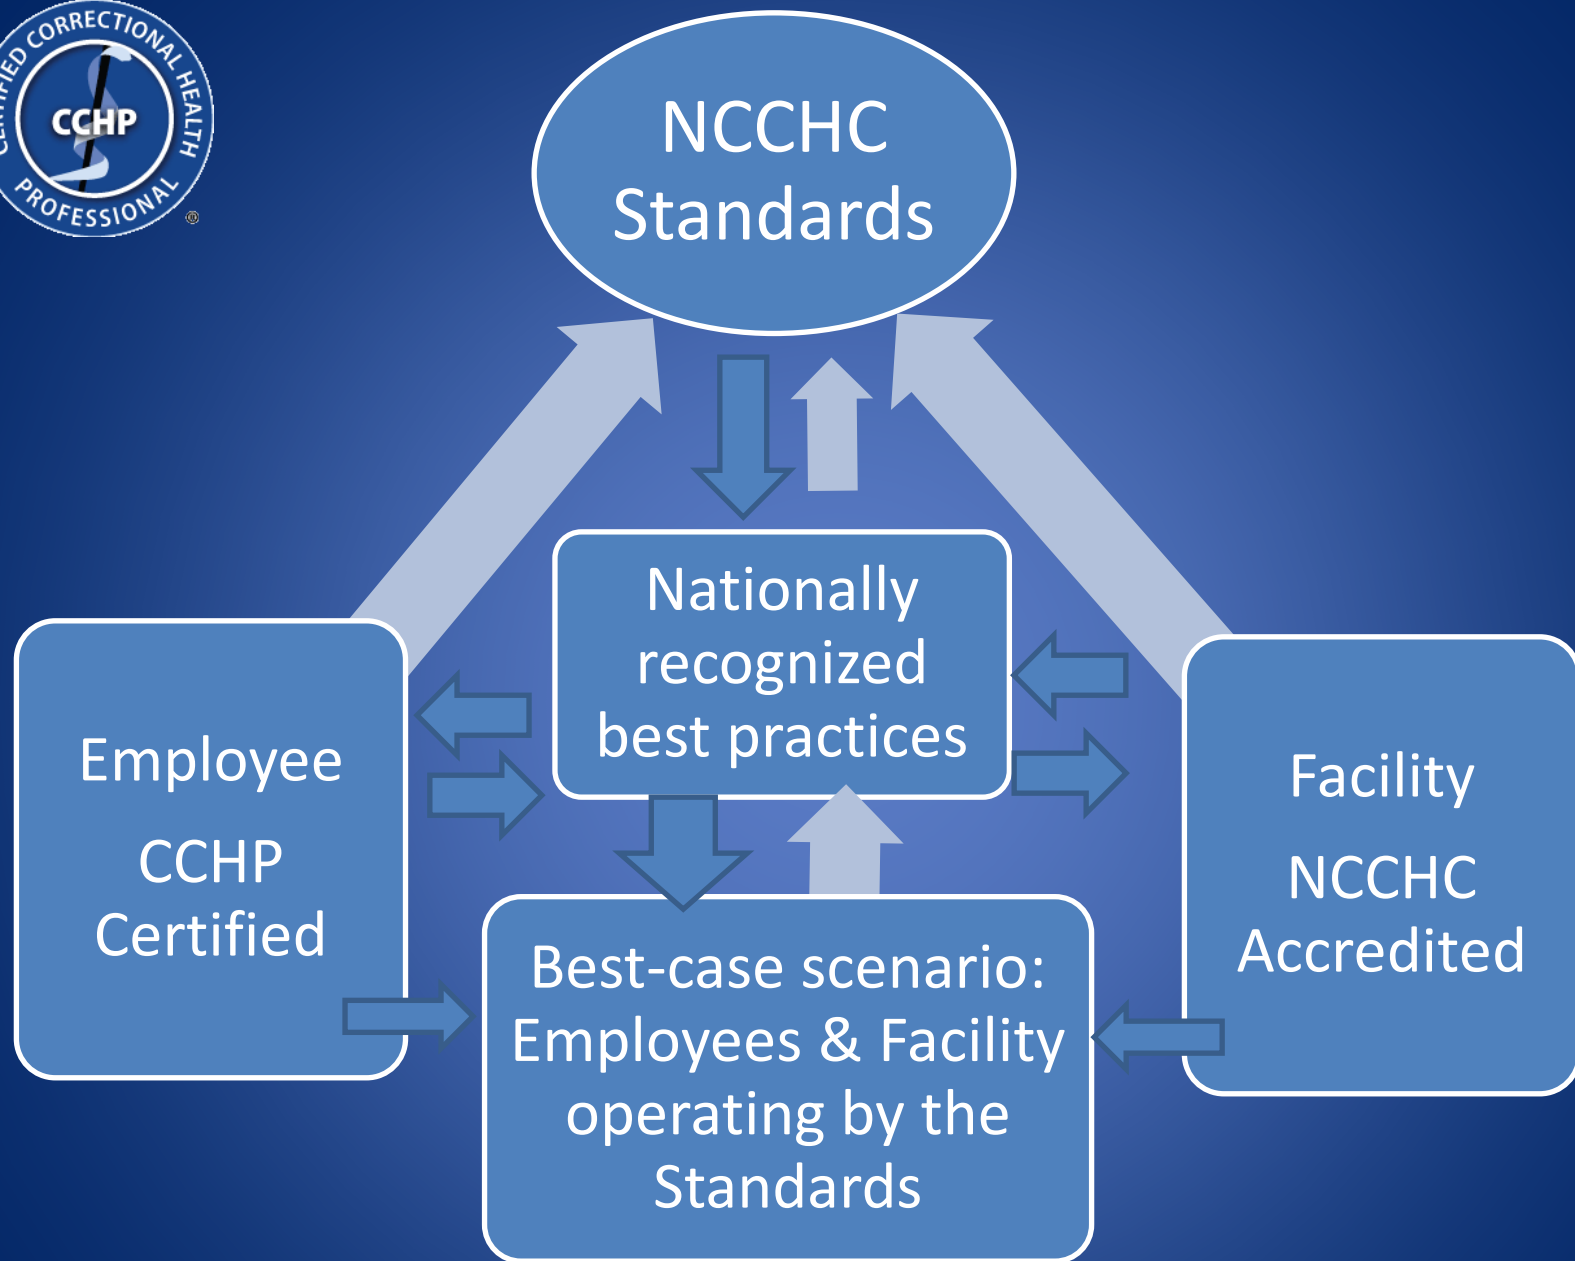 CERTIFIED CORRECTIONAL HEALTH
CCHP
PROFESSIONAL
NCCHC
Standards
Nationally
recognized
best practices
Employee
CCHP
Certified
Facility
NCCHC
Accredited
Best-case scenario:
Employees & Facility
operating by the
Standards